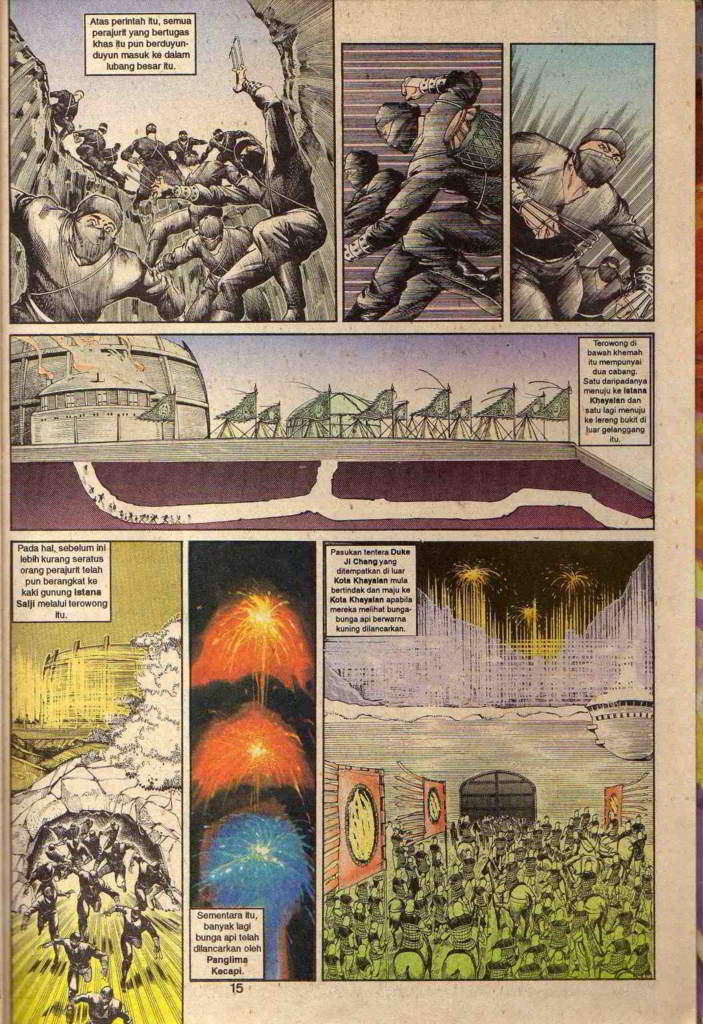 Atas perintah itu, semua
perajurit yang bertugas
khas itu pun berduyun-
duyun masuk ke dalam
lubang besar itu.
Terowong di
bawah khemah
itu mempunyai
dua cabang.
Satu daripadanya
menuju ke Istana
Khayalan dan
satu lagi menuju
ke lereng bukit di
luar gelanggang
itu.
Pada hal, sebelum ini
lebih kurang seratus
orang perajurit telah
pun berangkat ke
kaki gunung Istana
Salji melalui terowong
itu.
Sementara itu,
banyak lagi
bunga api telah
dilancarkan oleh
Panglima
Kecapi.
Pasukan tentera Duke
Ji Chang yang
ditempatkan di luar
Kota Khayalan mula
bertindak dan maju ke
Kota Khayalan apabila
mereka melihat bunga-
bunga api berwarna
kuning dilancarkan.
15